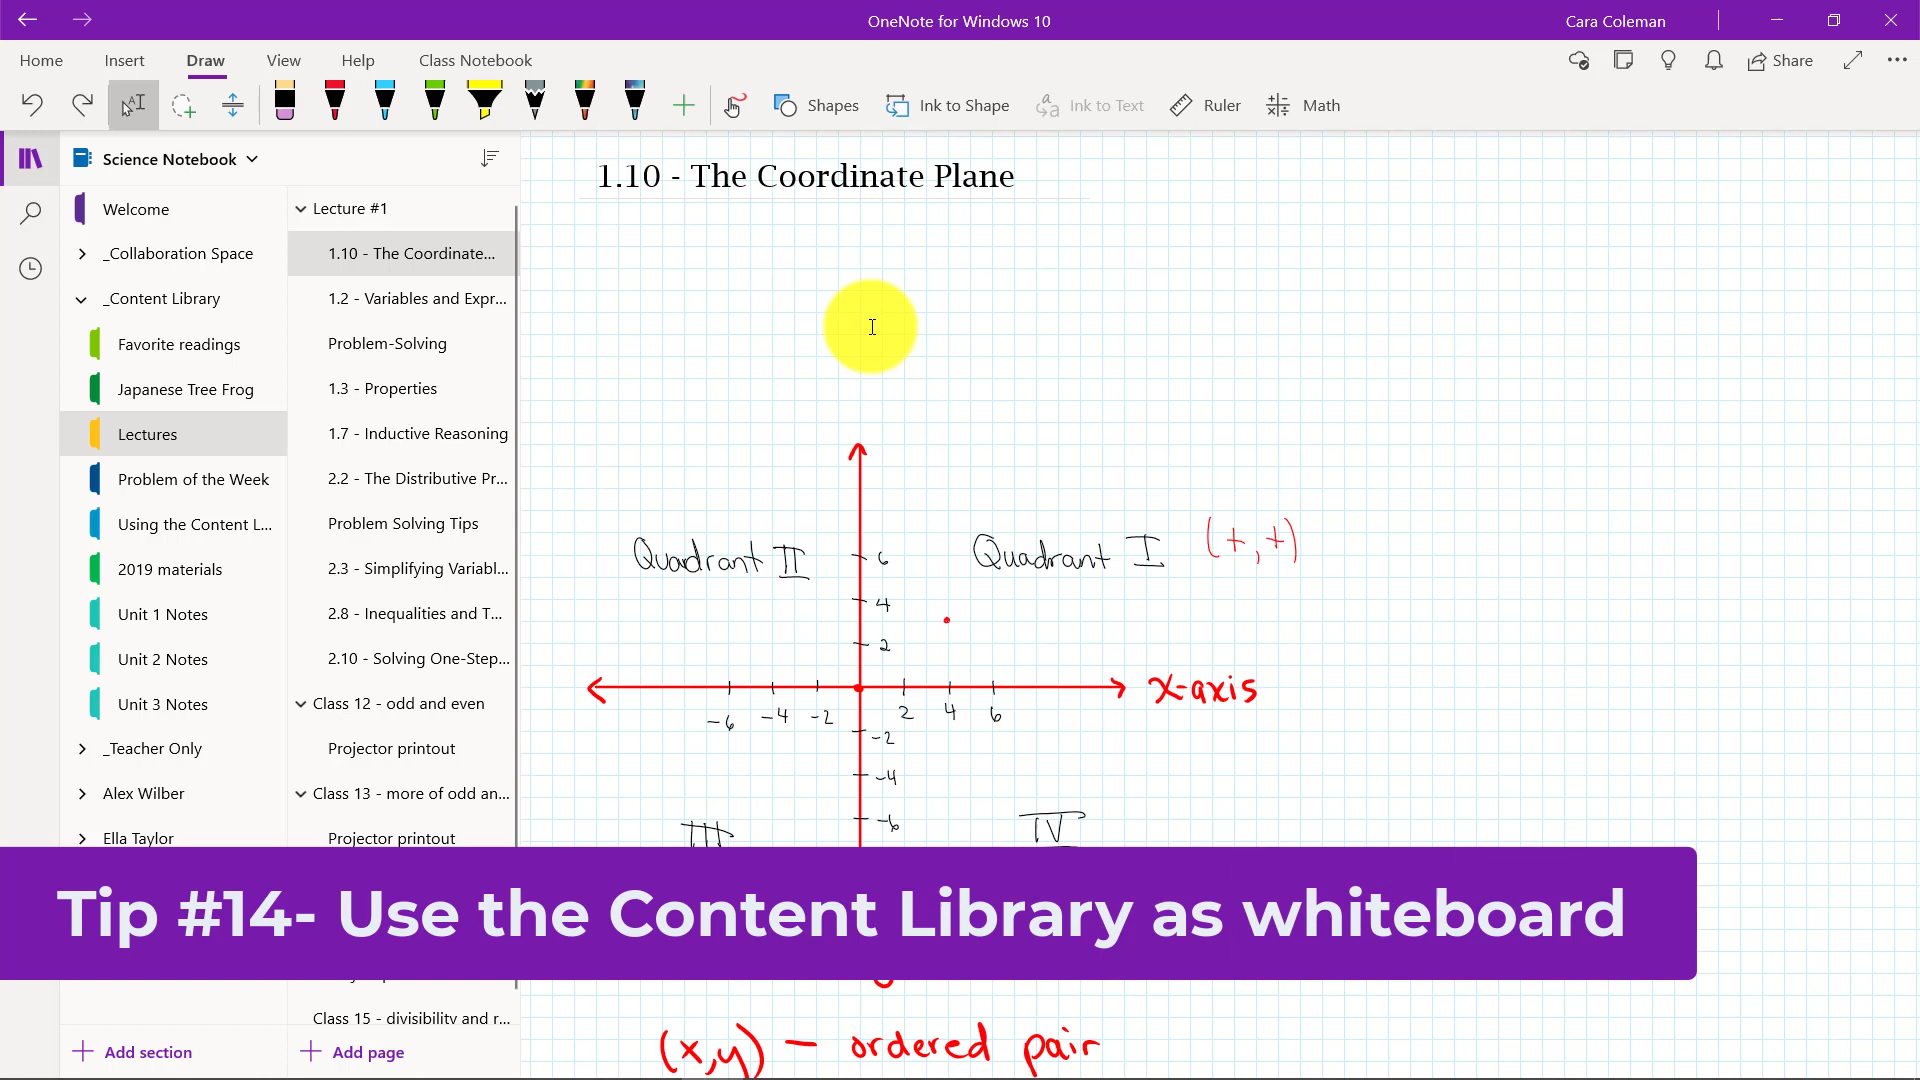 OneNote for Windows 10
Cara Coleman
Home Insert Draw View Help Class Notebook
Share
Shapes
Ink to Shape
Ink to Text
Ruler
Math
Science Notebook
Welcome
_Collaboration Space
_Content Library
Favorite readings
Japanese Tree Frog
Lectures
Problem of the Week
Using the Content L...
2019 materials
Unit 1 Notes
Unit 2 Notes
Unit 3 Notes
_Teacher Only
Alex Wilber
Ella Taylor
Add section
Lecture #1
1.10 - The Coordinate...
1.2 - Variables and Expr...
Problem-Solving
1.3 - Properties
1.7 - Inductive Reasoning
2.2 - The Distributive Pr...
Problem Solving Tips
2.3 - Simplifying Variabl...
2.8 - Inequalities and T...
2.10 - Solving One-Step...
Class 12 - odd and even
Projector printout
Class 13 - more of odd an...
Projector printout
Class 15 - divisibility and r...
Add page
1.10 - The Coordinate Plane
Quadrant II
Quadrant I (+,+)
6
4
2
x-axis
-6 -4 -2 2 4 6
-2
-4
-6
III
IV
Tip #14- Use the Content Library as whiteboard
(x,y) — ordered pair